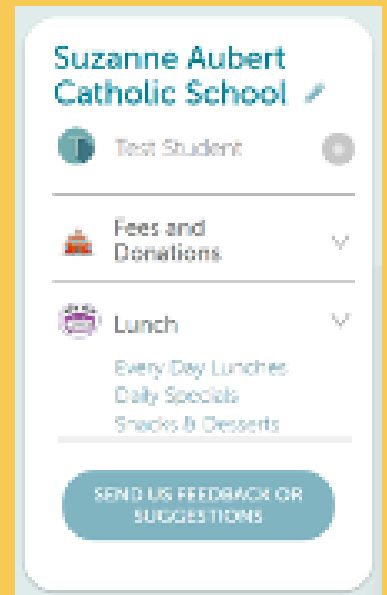 Suzanne Aubert
Catholic School
Test Student
Fees and
Donations
Lunch
Every Day Lunches
Daily Specials
Snacks & Desserts
SEND US FEEDBACK OR
SUGGESTIONS